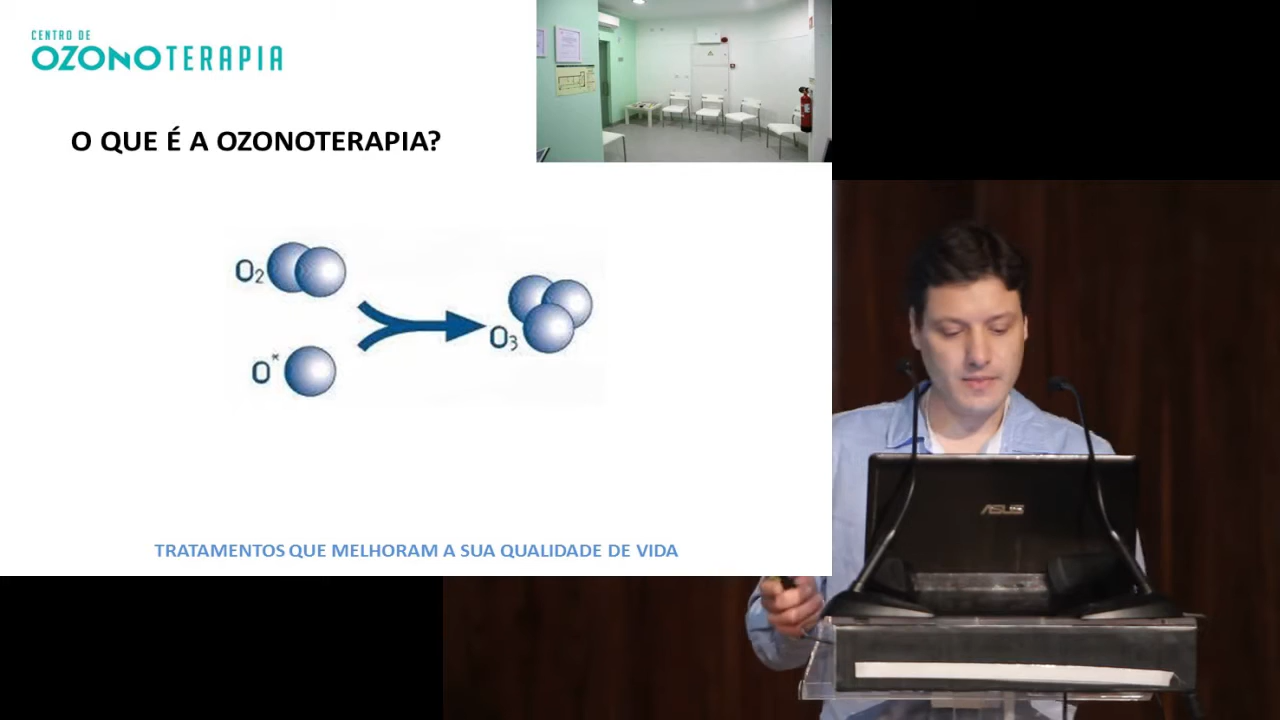 CENTRO DE
OZONOTERAPIA
O QUE É A OZONOTERAPIA?
O2
O*
O3
TRATAMENTOS QUE MELHORAM A SUA QUALIDADE DE VIDA
ASUS